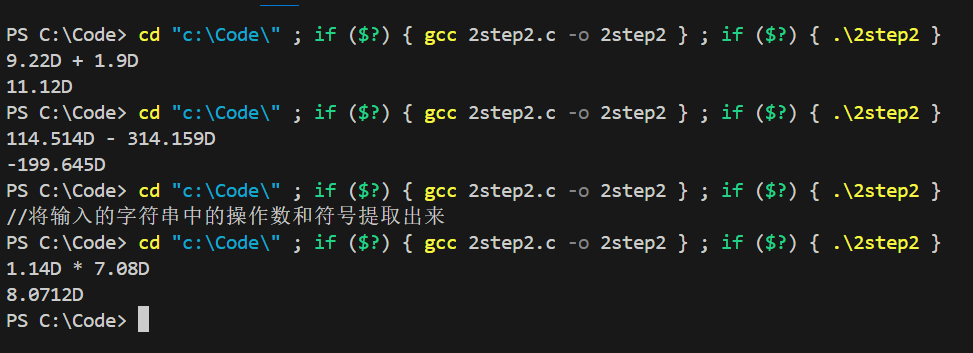 PS C:\Code> cd "c:\Code\" ; if ($?) { gcc 2step2.c -o 2step2 } ; if ($?) { .\2step2 }
9.22D + 1.9D
11.12D
PS C:\Code> cd "c:\Code\" ; if ($?) { gcc 2step2.c -o 2step2 } ; if ($?) { .\2step2 }
114.514D - 314.159D
-199.645D
PS C:\Code> cd "c:\Code\" ; if ($?) { gcc 2step2.c -o 2step2 } ; if ($?) { .\2step2 }
//将输入的字符串中的操作数和符号提取出来
PS C:\Code> cd "c:\Code\" ; if ($?) { gcc 2step2.c -o 2step2 } ; if ($?) { .\2step2 }
1.14D * 7.08D
8.0712D
PS C:\Code>